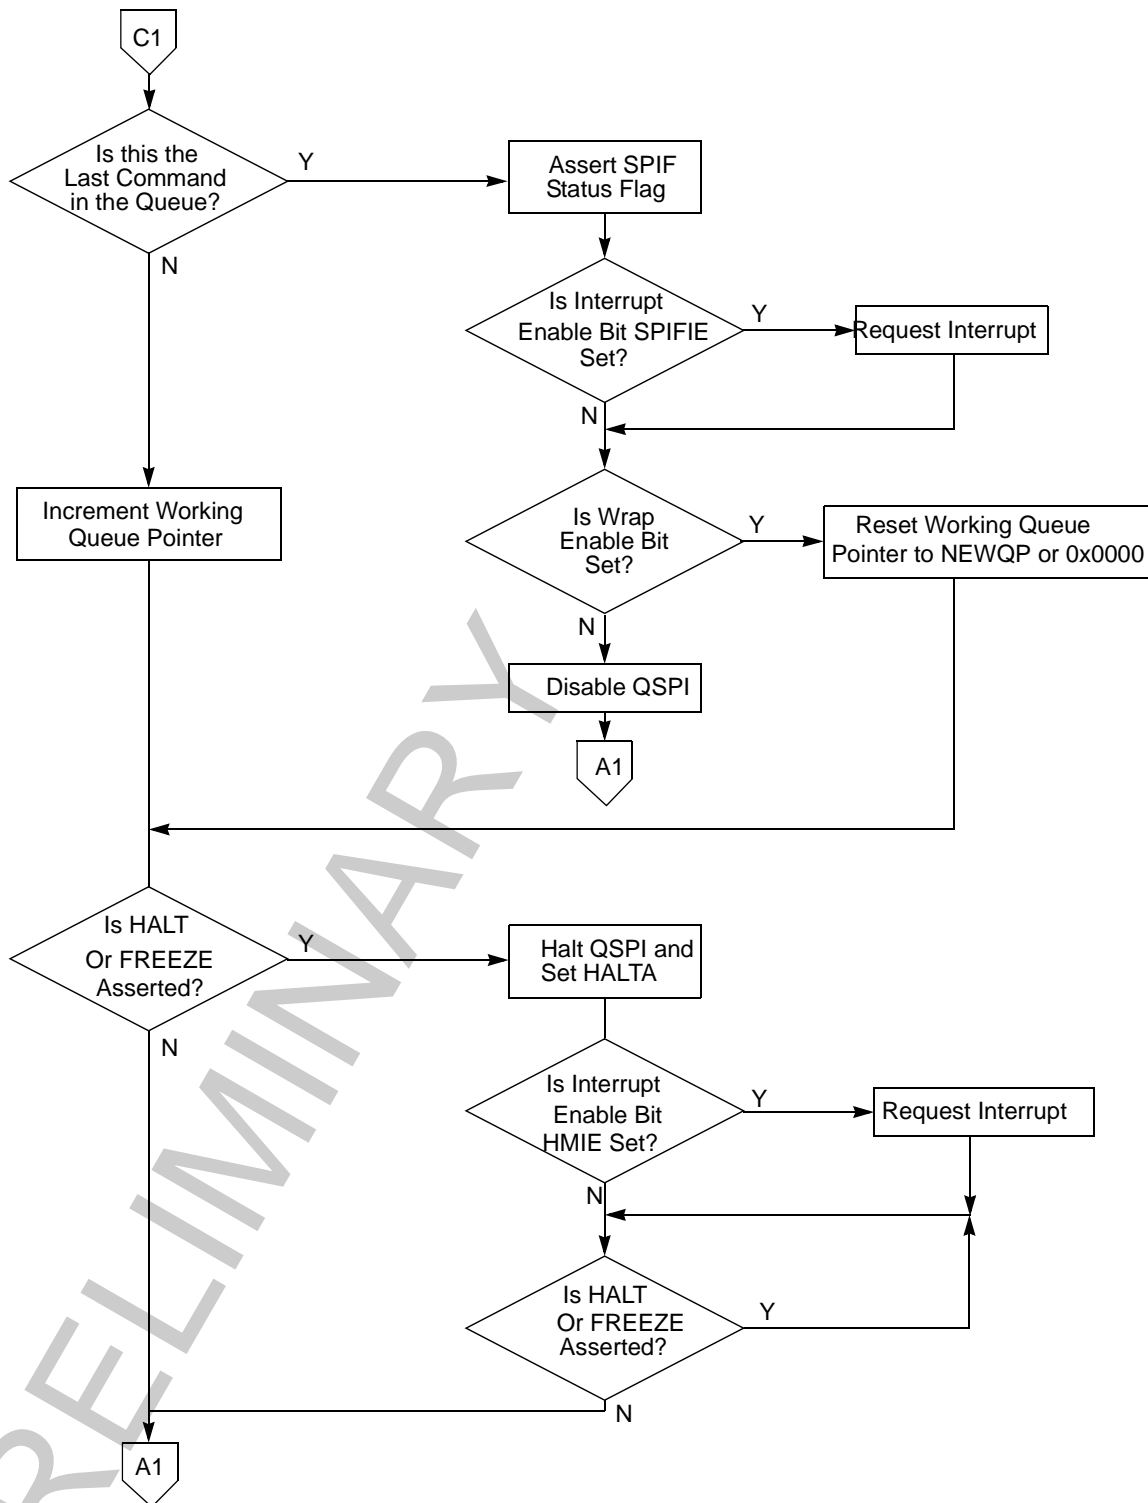 C1
Is this the
Last Command
in the Queue?
Y
N
Assert SPIF
Status Flag
Is Interrupt
Enable Bit SPIFIE
Set?
Y
Request Interrupt
N
Increment Working
Queue Pointer
Is Wrap
Enable Bit
Set?
Y
Reset Working Queue
Pointer to NEWQP or 0x0000
N
Disable QSPI
A1
Is HALT
Or FREEZE
Asserted?
Y
N
Halt QSPI and
Set HALTA
Is Interrupt
Enable Bit
HMIE Set?
Y
Request Interrupt
N
Is HALT
Or FREEZE
Asserted?
Y
N
A1
RELIMINARY